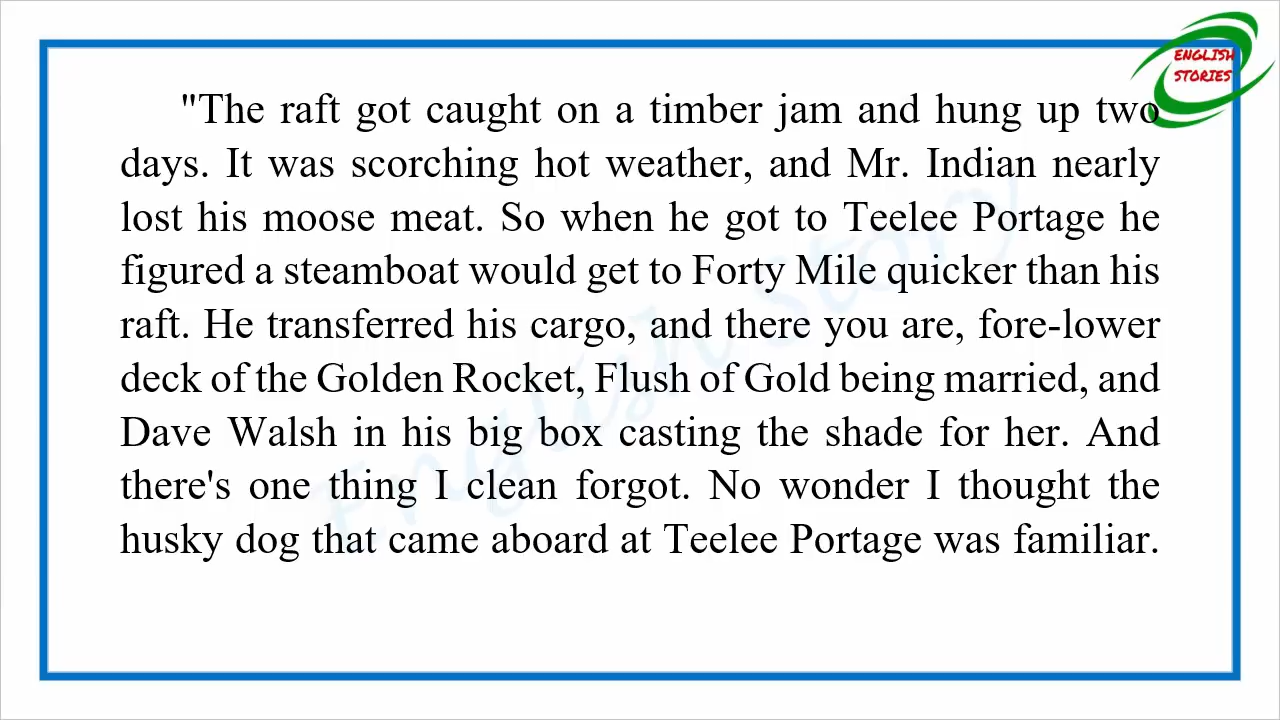 ENGLISH
STORIES
"The raft got caught on a timber jam and hung up two
days. It was scorching hot weather, and Mr. Indian nearly
lost his moose meat. So when he got to Teelee Portage he
figured a steamboat would get to Forty Mile quicker than his
raft. He transferred his cargo, and there you are, fore-lower
deck of the Golden Rocket, Flush of Gold being married, and
Dave Walsh in his big box casting the shade for her. And
there's one thing I clean forgot. No wonder I thought the
husky dog that came aboard at Teelee Portage was familiar.
English Story